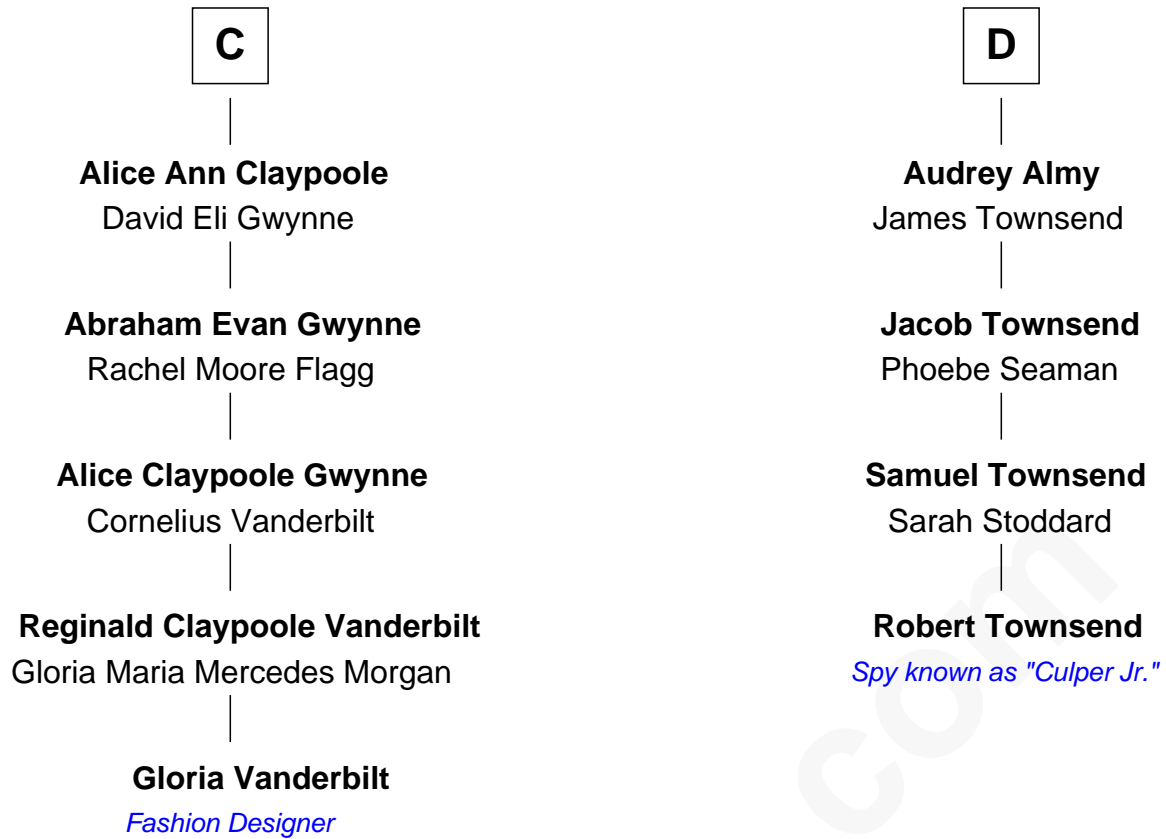 C
Alice Ann Claypoole
David Eli Gwynne
Abraham Evan Gwynne
Rachel Moore Flagg
Alice Claypoole Gwynne
Cornelius Vanderbilt
Reginald Claypoole Vanderbilt
Gloria Maria Mercedes Morgan
Gloria Vanderbilt
Fashion Designer
D
Audrey Almy
James Townsend
Jacob Townsend
Phoebe Seaman
Samuel Townsend
Sarah Stoddard
Robert Townsend
Spy known as "Culper Jr."
com